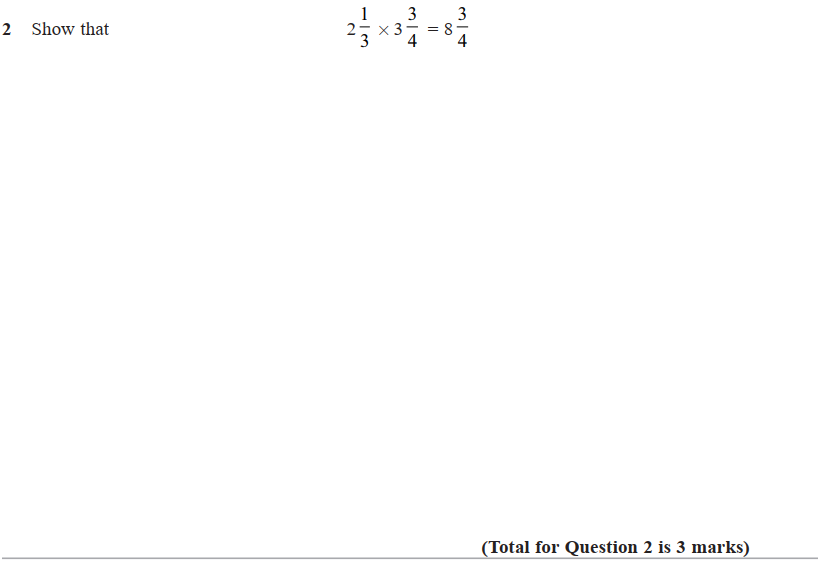 2 Show that 2 1/3 × 3 3/4 = 8 3/4
(Total for Question 2 is 3 marks)